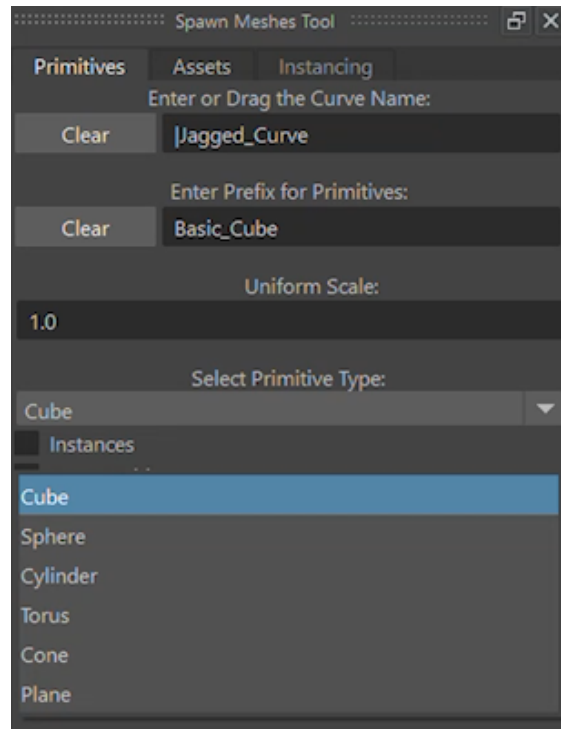 Spawn Meshes Tool
Primitives Assets Instancing
Enter or Drag the Curve Name:
Clear Jagged_Curve
Enter Prefix for Primitives:
Clear Basic_Cube
Uniform Scale:
1.0
Select Primitive Type:
Cube
Instances
Cube
Sphere
Cylinder
Torus
Cone
Plane